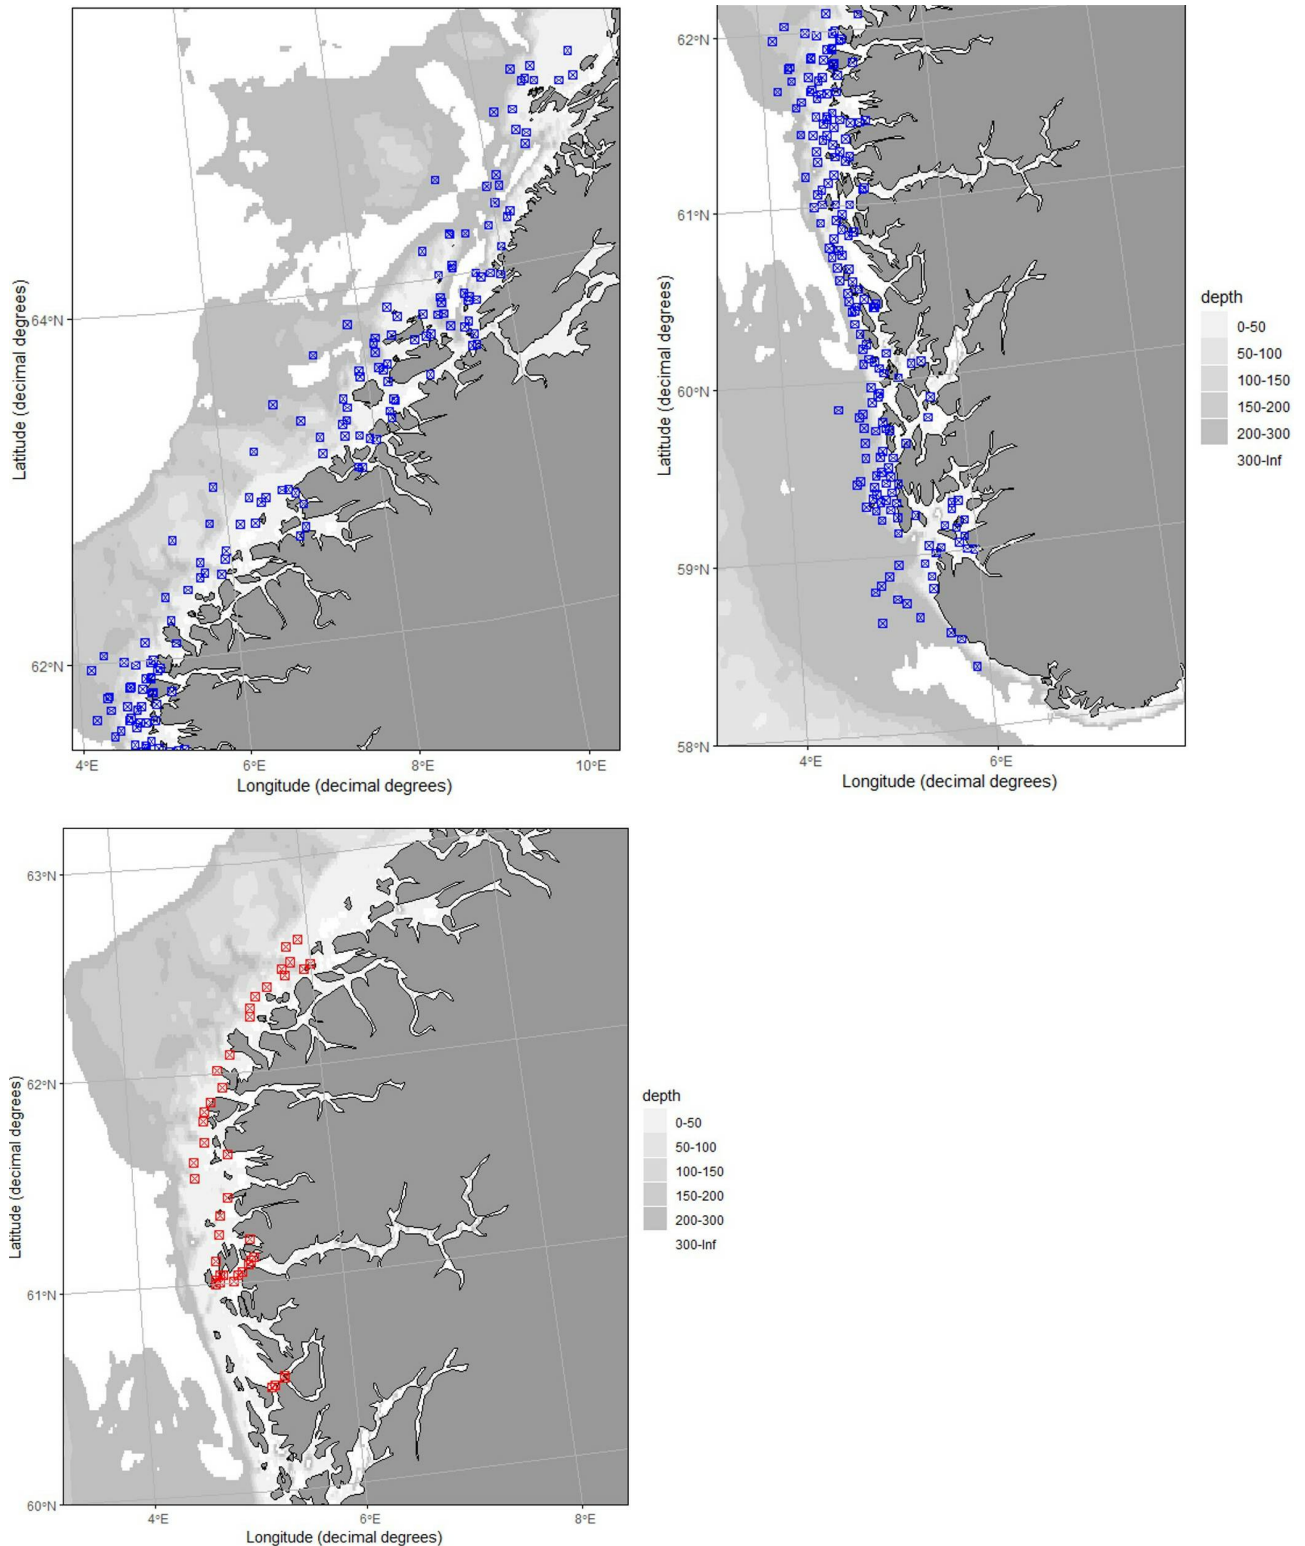 64°N
62°N
4°E
6°E
8°E
10°E
Longitude (decimal degrees)
Latitude (decimal degrees)
62°N
61°N
60°N
59°N
58°N
4°E
6°E
Longitude (decimal degrees)
Latitude (decimal degrees)
depth
0-50
50-100
100-150
150-200
200-300
300-Inf
63°N
62°N
61°N
60°N
4°E
6°E
8°E
Longitude (decimal degrees)
Latitude (decimal degrees)
depth
0-50
50-100
100-150
150-200
200-300
300-Inf